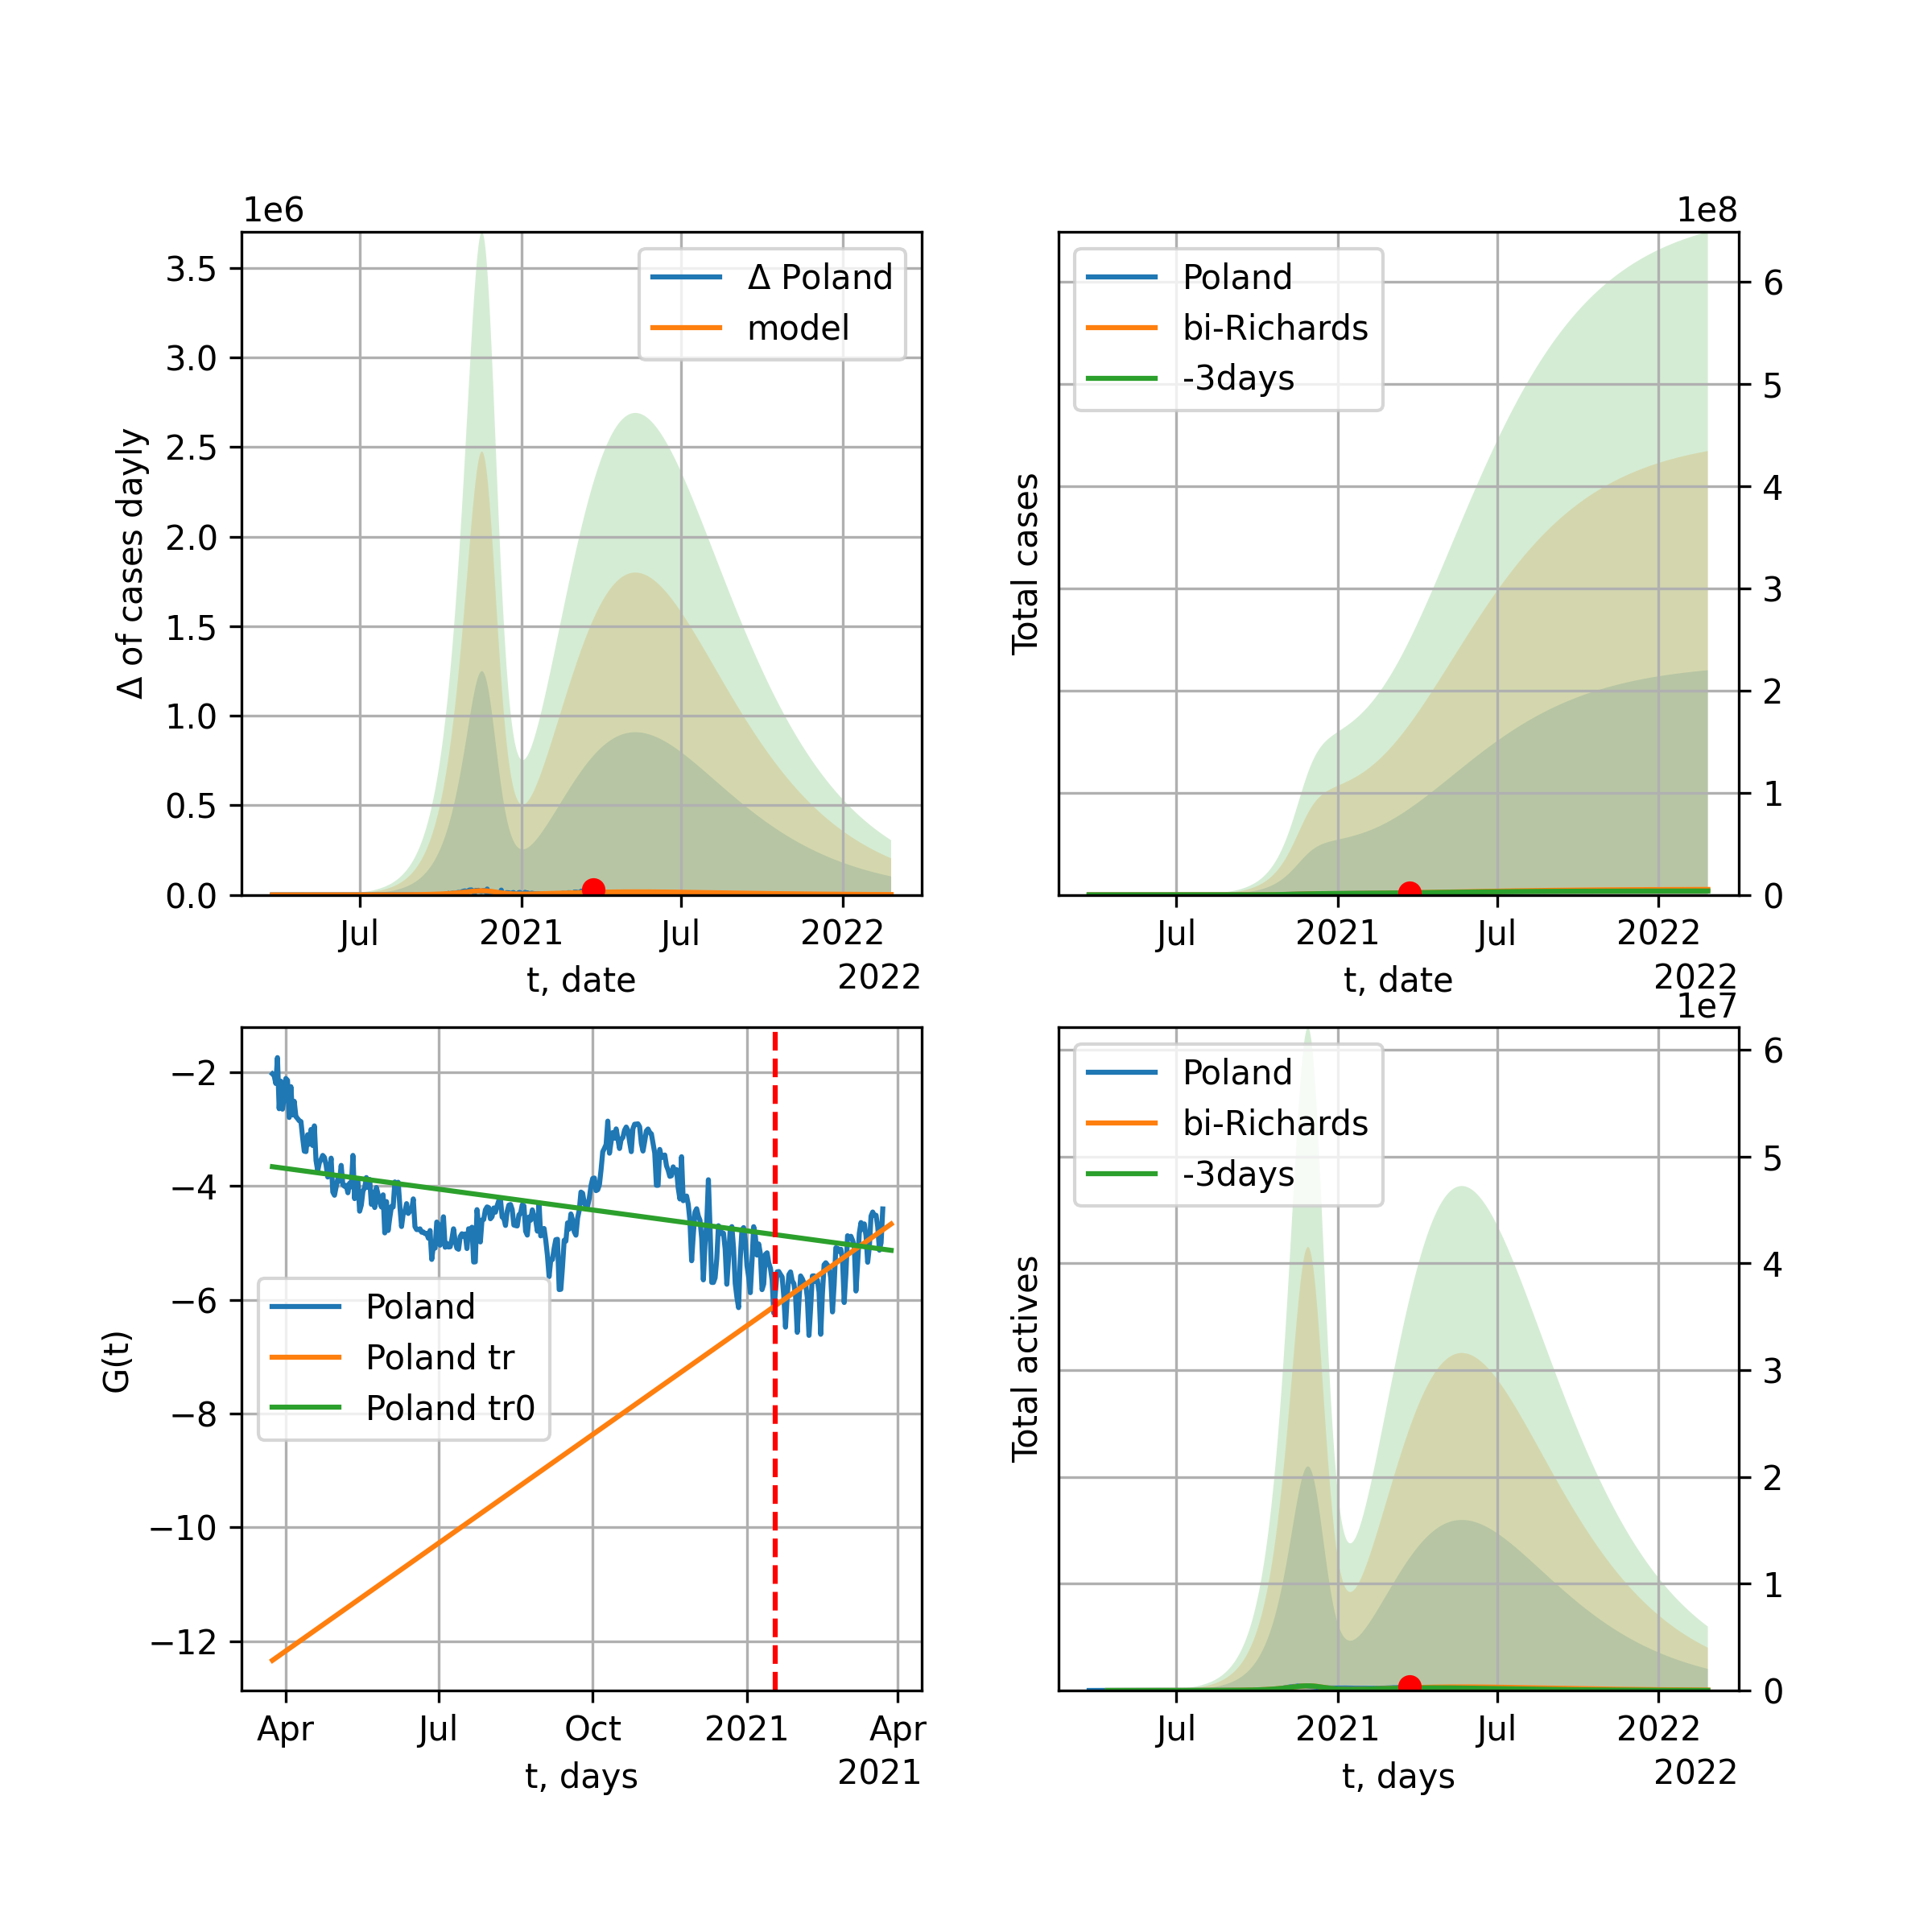 1e6
3.5
3.0
2.5
2.0
1.5
1.0
0.5
0.0
Δ of cases dayly
Δ Poland
model
Jul
2021
Jul
2022
t, date
2022
1e8
Poland
bi-Richards
-3days
Total cases
6
5
4
3
2
1
0
Jul
2021
Jul
2022
t, date
2022
−2
−4
−6
−8
−10
−12
G(t)
Poland
Poland tr
Poland tr0
Apr
Jul
Oct
2021
Apr
t, days
2021
1e7
Poland
bi-Richards
-3days
Total actives
6
5
4
3
2
1
0
Jul
2021
Jul
2022
t, days
2022